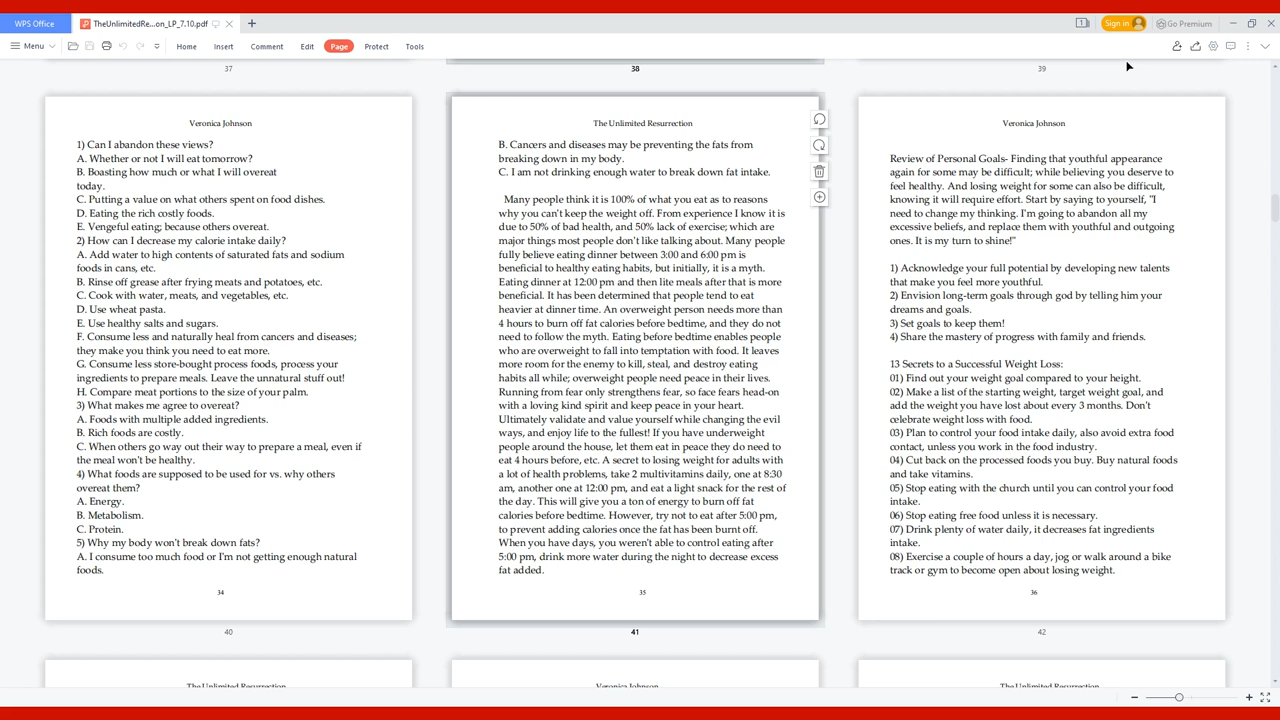 WPS Office
TheUnlimitedRe...on_LP_7.10.pdf
1
Sign in
Go Premium
Menu
Home
Insert
Comment
Edit
Page
Protect
Tools
37
38
39
Veronica Johnson
1) Can I abandon these views?
A. Whether or not I will eat tomorrow?
B. Boasting how much or what I will overeat
today.
C. Putting a value on what others spent on food dishes.
D. Eating the rich costly foods.
E. Vengeful eating; because others overeat.
2) How can I decrease my calorie intake daily?
A. Add water to high contents of saturated fats and sodium
foods in cans, etc.
B. Rinse off grease after frying meats and potatoes, etc.
C. Cook with water, meats, and vegetables, etc.
D. Use wheat pasta.
E. Use healthy salts and sugars.
F. Consume less and naturally heal from cancers and diseases;
they make you think you need to eat more.
G. Consume less store-bought process foods, process your
ingredients to prepare meals. Leave the unnatural stuff out!
H. Compare meat portions to the size of your palm.
3) What makes me agree to overeat?
A. Foods with multiple added ingredients.
B. Rich foods are costly.
C. When others go way out their way to prepare a meal, even if
the meal won't be healthy.
4) What foods are supposed to be used for vs. why others
overeat them?
A. Energy.
B. Metabolism.
C. Protein.
5) Why my body won't break down fats?
A. I consume too much food or I'm not getting enough natural
foods.
34
40
The Unlimited Resurrection
B. Cancers and diseases may be preventing the fats from
breaking down in my body.
C. I am not drinking enough water to break down fat intake.
Many people think it is 100% of what you eat as to reasons
why you can't keep the weight off. From experience I know it is
due to 50% of bad health, and 50% lack of exercise; which are
major things most people don't like talking about. Many people
fully believe eating dinner between 3:00 and 6:00 pm is
beneficial to healthy eating habits, but initially, it is a myth.
Eating dinner at 12:00 pm and then lite meals after that is more
beneficial. It has been determined that people tend to eat
heavier at dinner time. An overweight person needs more than
4 hours to burn off fat calories before bedtime, and they do not
need to follow the myth. Eating before bedtime enables people
who are overweight to fall into temptation with food. It leaves
more room for the enemy to kill, steal, and destroy eating
habits all while; overweight people need peace in their lives.
Running from fear only strengthens fear, so face fears head-on
with a loving kind spirit and keep peace in your heart.
Ultimately validate and value yourself while changing the evil
ways, and enjoy life to the fullest! If you have underweight
people around the house, let them eat in peace they do need to
eat 4 hours before, etc. A secret to losing weight for adults with
a lot of health problems, take 2 multivitamins daily, one at 8:30
am, another one at 12:00 pm, and eat a light snack for the rest of
the day. This will give you a ton of energy to burn off fat
calories before bedtime. However, try not to eat after 5:00 pm,
to prevent adding calories once the fat has been burnt off.
When you have days, you weren't able to control eating after
5:00 pm, drink more water during the night to decrease excess
fat added.
35
41
Veronica Johnson
Review of Personal Goals- Finding that youthful appearance
again for some may be difficult; while believing you deserve to
feel healthy. And losing weight for some can also be difficult,
knowing it will require effort. Start by saying to yourself, "I
need to change my thinking. I'm going to abandon all my
excessive beliefs, and replace them with youthful and outgoing
ones. It is my turn to shine!"
1) Acknowledge your full potential by developing new talents
that make you feel more youthful.
2) Envision long-term goals through god by telling him your
dreams and goals.
3) Set goals to keep them!
4) Share the mastery of progress with family and friends.
13 Secrets to a Successful Weight Loss:
01) Find out your weight goal compared to your height.
02) Make a list of the starting weight, target weight goal, and
add the weight you have lost about every 3 months. Don't
celebrate weight loss with food.
03) Plan to control your food intake daily, also avoid extra food
contact, unless you work in the food industry.
04) Cut back on the processed foods you buy. Buy natural foods
and take vitamins.
05) Stop eating with the church until you can control your food
intake.
06) Stop eating free food unless it is necessary.
07) Drink plenty of water daily, it decreases fat ingredients
intake.
08) Exercise a couple of hours a day, jog or walk around a bike
track or gym to become open about losing weight.
36
42
The Unlimited Resurrection
Veronica Johnson
The Unlimited Resurrection